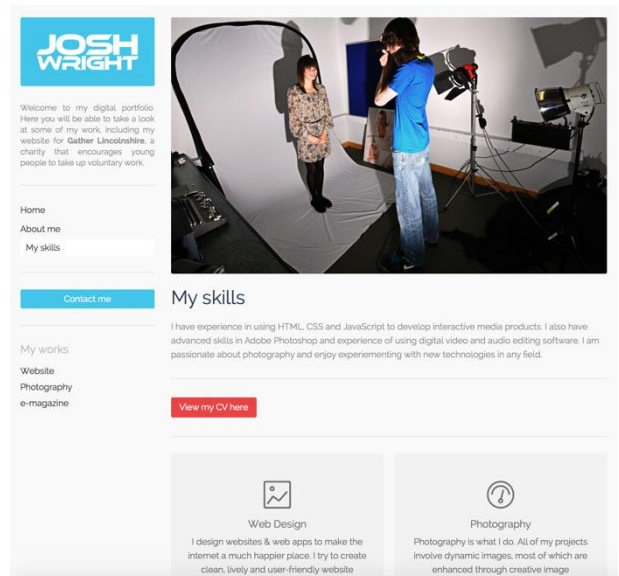 JOSH
WRIGHT
Welcome to my digital portfolio.
Here you will be able to take a look
at some of my work, including my
website for Gather Lincolnshire, a
charity that encourages young
people to take up voluntary work.
Home
About me
My skills
Contact me
My works
Website
Photography
e-magazine
My skills
I have experience in using HTML, CSS and JavaScript to develop interactive media products. I also have
advanced skills in Adobe Photoshop and experience of using digital video and audio editing software. I am
passionate about photography and enjoy experiementing with new technologies in any field.
View my CV here
Web Design
I design websites & web apps to make the
internet a much happier place. I try to create
clean, lively and user-friendly website
Photography
Photography is what I do. All of my projects
involve dynamic images, most of which are
enhanced through creative image